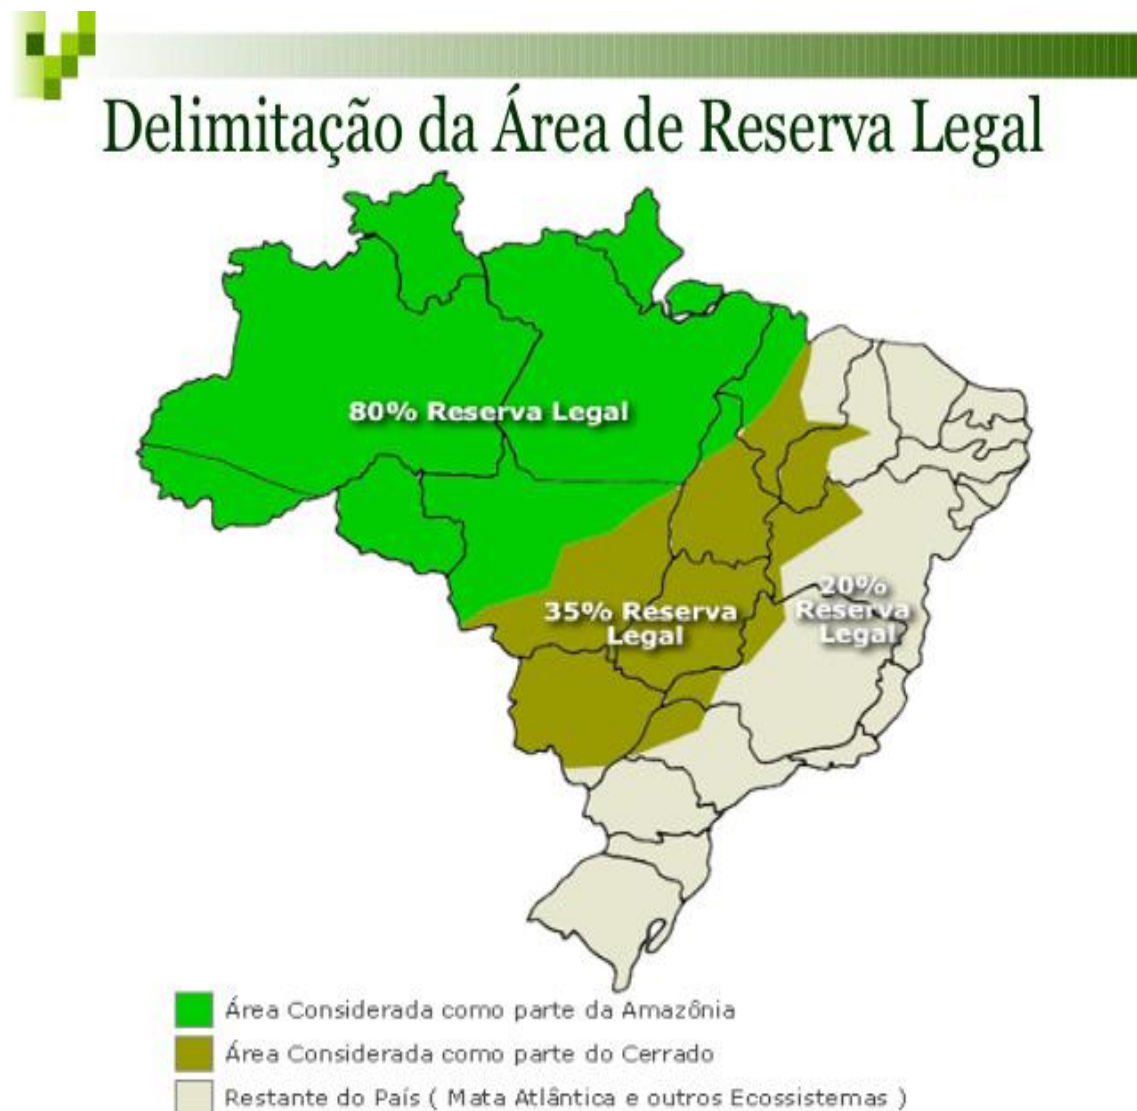 Delimitação da Área de Reserva Legal
80% Reserva Legal
35% Reserva
Legal
20%
Reserva
Legal
Área Considerada como parte da Amazônia
Área Considerada como parte do Cerrado
Restante do País ( Mata Atlântica e outros Ecossistemas )